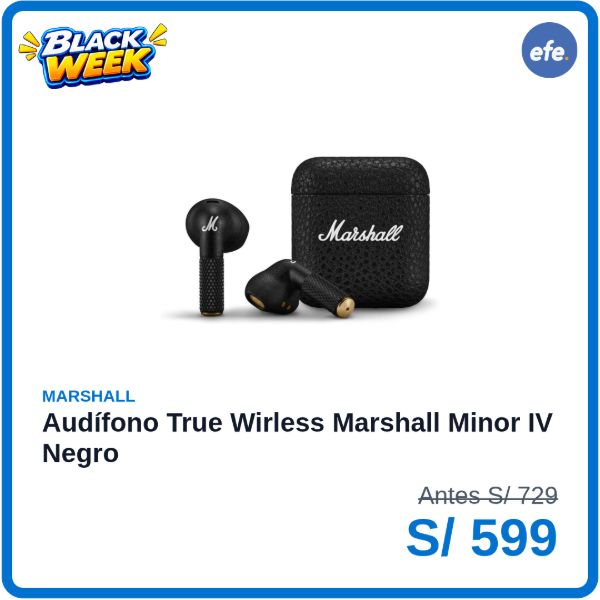 BLACK
WEEK
efe.
M
Marshall
MARSHALL
Audífono True Wirless Marshall Minor IV
Negro
Antes S/ 729
S/ 599